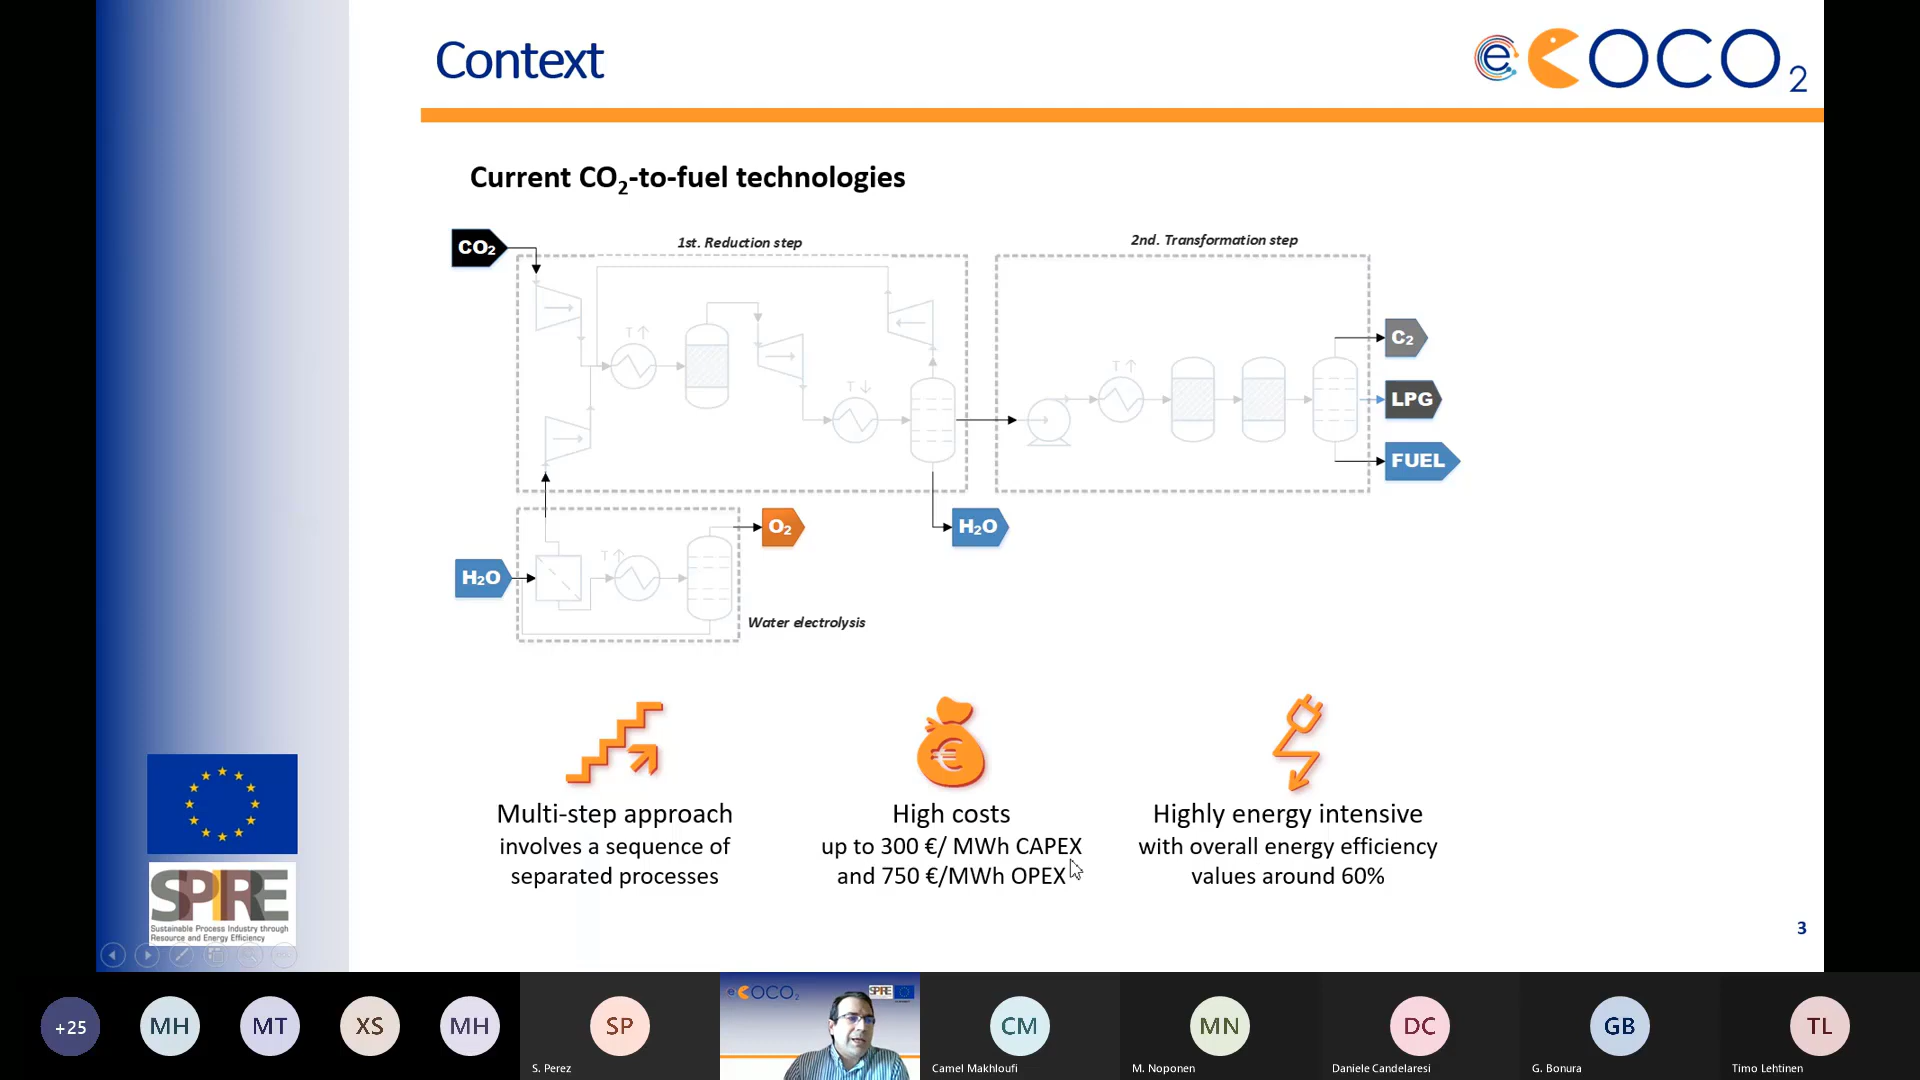 Context
eCOCO2
Current CO2-to-fuel technologies
1st. Reduction step
2nd. Transformation step
CO2
T↑
T↓
T↑
C2
LPG
FUEL
O2
H2O
T↑
H2O
Water electrolysis
Multi-step approach
involves a sequence of
separated processes
High costs
up to 300 €/ MWh CAPEX
and 750 €/MWh OPEX
Highly energy intensive
with overall energy efficiency
values around 60%
SPIRE
Sustainable Process Industry through
Resource and Energy Efficiency
3
+25
MH
MT
XS
MH
SP
S. Perez
eCOCO2
SPIRE
CM
Camel Makhloufi
MN
M. Noponen
DC
Daniele Candelaresi
GB
G. Bonura
TL
Timo Lehtinen